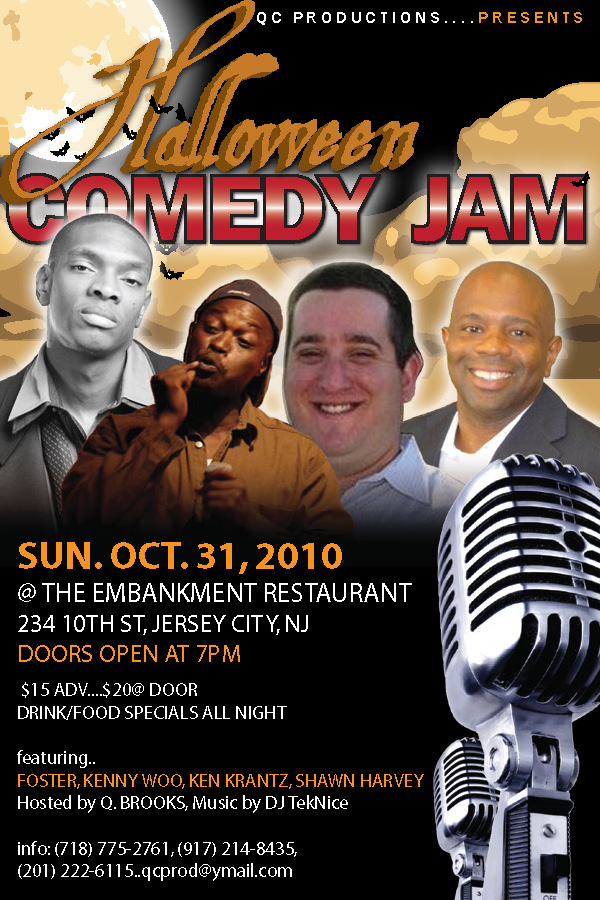 QC PRODUCTIONS....PRESENTS
Halloween
COMEDY JAM
SUN. OCT. 31, 2010
@ THE EMBANKMENT RESTAURANT
234 10TH ST, JERSEY CITY, NJ
DOORS OPEN AT 7PM
$15 ADV....$20@ DOOR
DRINK/FOOD SPECIALS ALL NIGHT
featuring..
FOSTER, KENNY WOO, KEN KRANTZ, SHAWN HARVEY
Hosted by Q. BROOKS, Music by DJ TekNice
info: (718) 775-2761, (917) 214-8435,
(201) 222-6115..qcprod@ymail.com
OFF